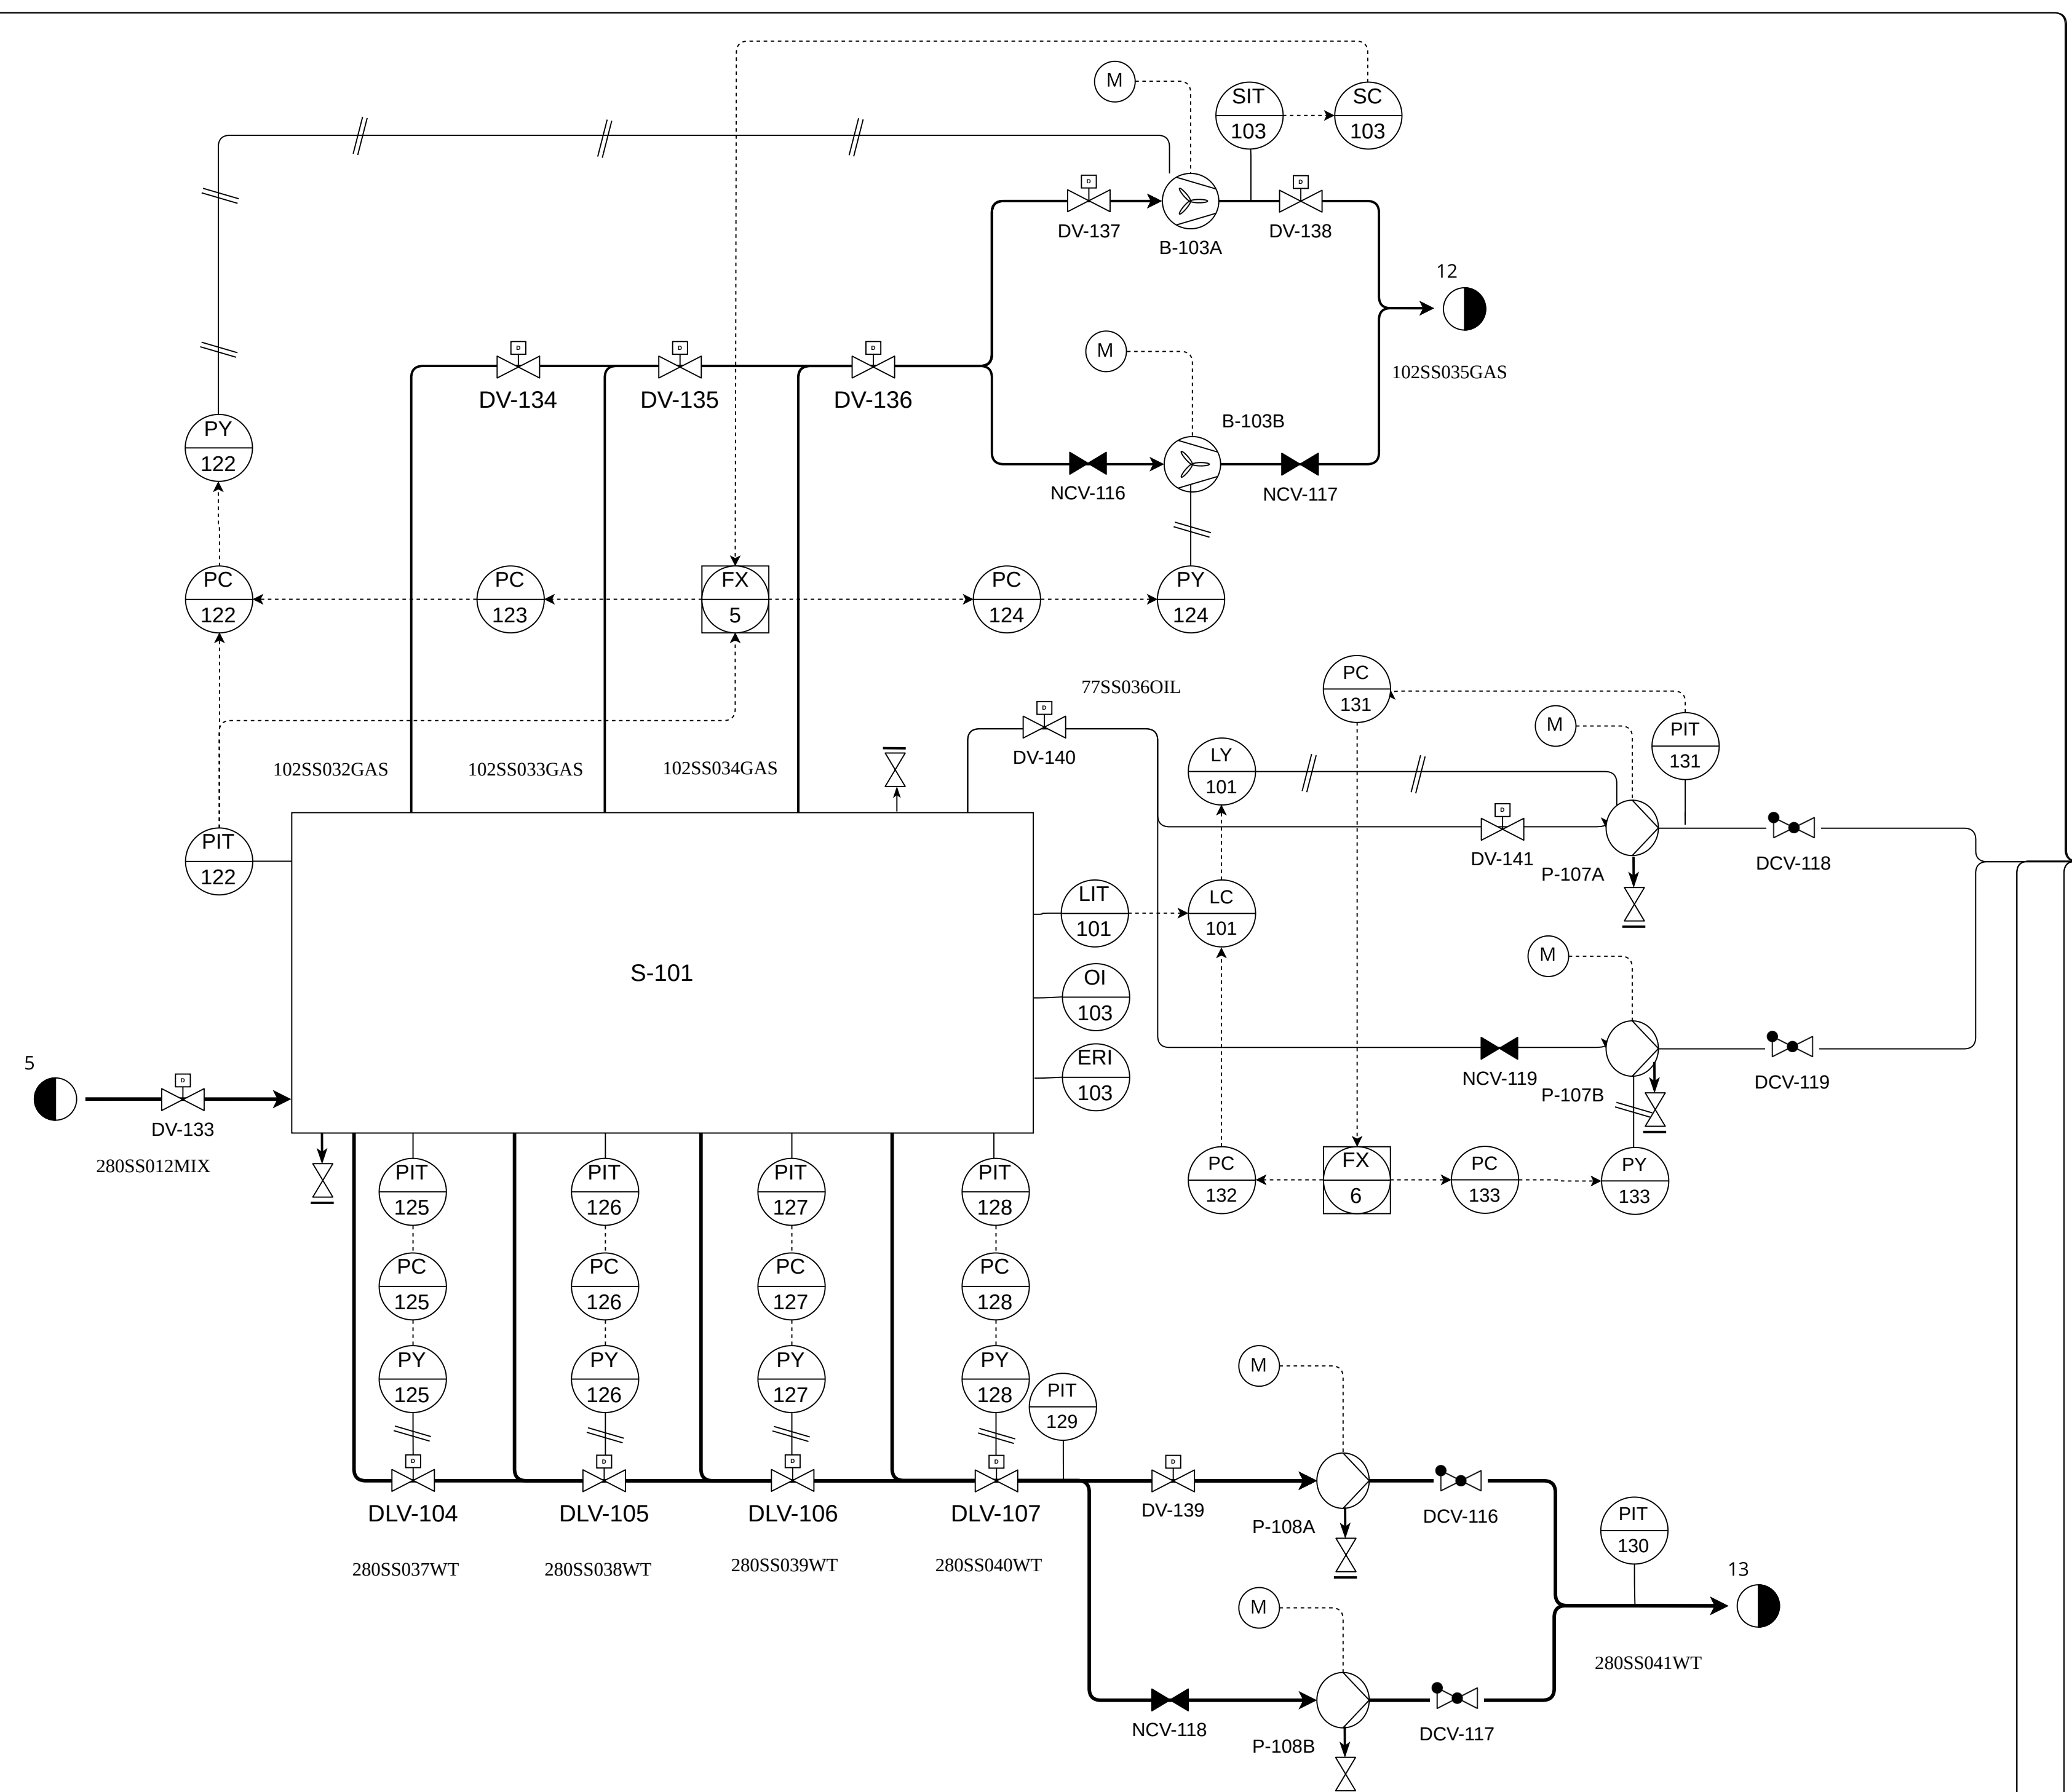 M
SIT
103
SC
103
D
DV-137
B-103A
D
DV-138
12
102SS035GAS
M
B-103B
D
DV-134
D
DV-135
D
DV-136
NCV-116
NCV-117
PY
122
PC
122
PC
123
FX
5
PC
124
PY
124
77SS036OIL
D
DV-140
PC
131
M
PIT
131
LY
101
102SS032GAS
102SS033GAS
102SS034GAS
PIT
122
D
DV-141
P-107A
DCV-118
LIT
101
LC
101
S-101
OI
103
M
ERI
103
NCV-119
P-107B
DCV-119
5
D
DV-133
280SS012MIX
PIT
125
PIT
126
PIT
127
PIT
128
PC
132
FX
6
PC
133
PY
133
PC
125
PC
126
PC
127
PC
128
PY
125
PY
126
PY
127
PY
128
PIT
129
M
D
DLV-104
D
DLV-105
D
DLV-106
D
DLV-107
D
DV-139
P-108A
DCV-116
PIT
130
13
280SS037WT
280SS038WT
280SS039WT
280SS040WT
M
280SS041WT
NCV-118
P-108B
DCV-117